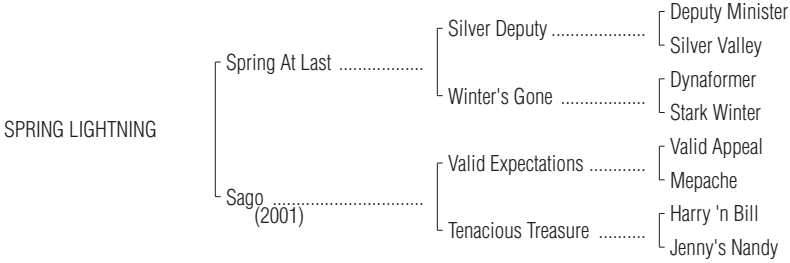 Deputy Minister
Silver Deputy ....................
Silver Valley
Spring At Last ..................
Dynaformer
Winter's Gone ..................
Stark Winter
SPRING LIGHTNING
Valid Appeal
Valid Expectations ............
Mepache
Sago ................................
(2001)
Harry 'n Bill
Tenacious Treasure ..........
Jenny's Nandy